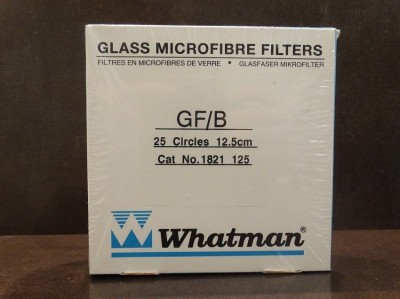 GLASS MICROFIBRE FILTERS
FILTRES EN MICROFIBRES DE VERRE • GLASFASER MIKROFILTER
GF/B
25 Circles 12.5cm
Cat No.1821 125
Whatman®